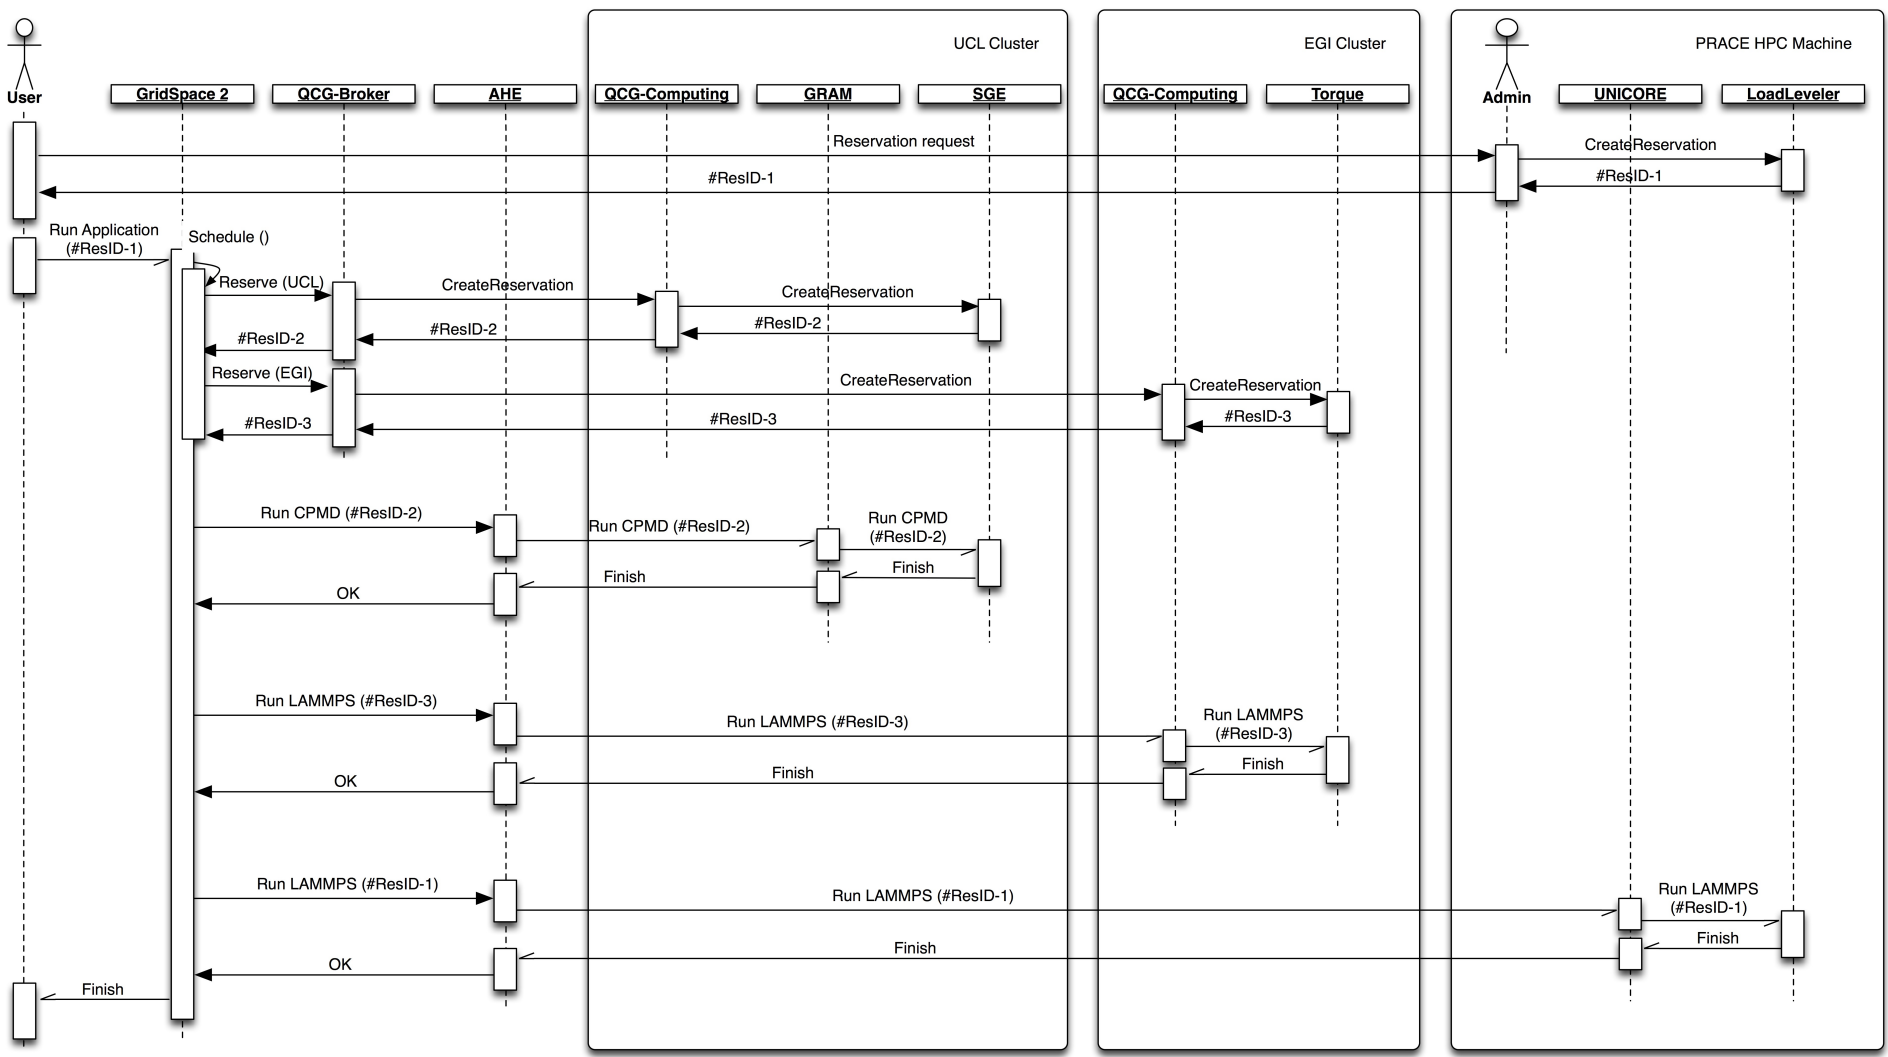 UCL Cluster
EGI Cluster
PRACE HPC Machine
User
GridSpace 2
QCG-Broker
AHE
QCG-Computing
GRAM
SGE
QCG-Computing
Torque
Admin
UNICORE
LoadLeveler
Reservation request
CreateReservation
#ResID-1
#ResID-1
Run Application
(#ResID-1)
Schedule ()
Reserve (UCL)
CreateReservation
CreateReservation
#ResID-2
#ResID-2
#ResID-2
Reserve (EGI)
CreateReservation
CreateReservation
#ResID-3
#ResID-3
#ResID-3
Run CPMD (#ResID-2)
Run CPMD (#ResID-2)
Run CPMD
(#ResID-2)
Finish
Finish
OK
Run LAMMPS (#ResID-3)
Run LAMMPS (#ResID-3)
Run LAMMPS
(#ResID-3)
Finish
Finish
OK
Run LAMMPS (#ResID-1)
Run LAMMPS (#ResID-1)
Run LAMMPS
(#ResID-1)
Finish
Finish
OK
Finish